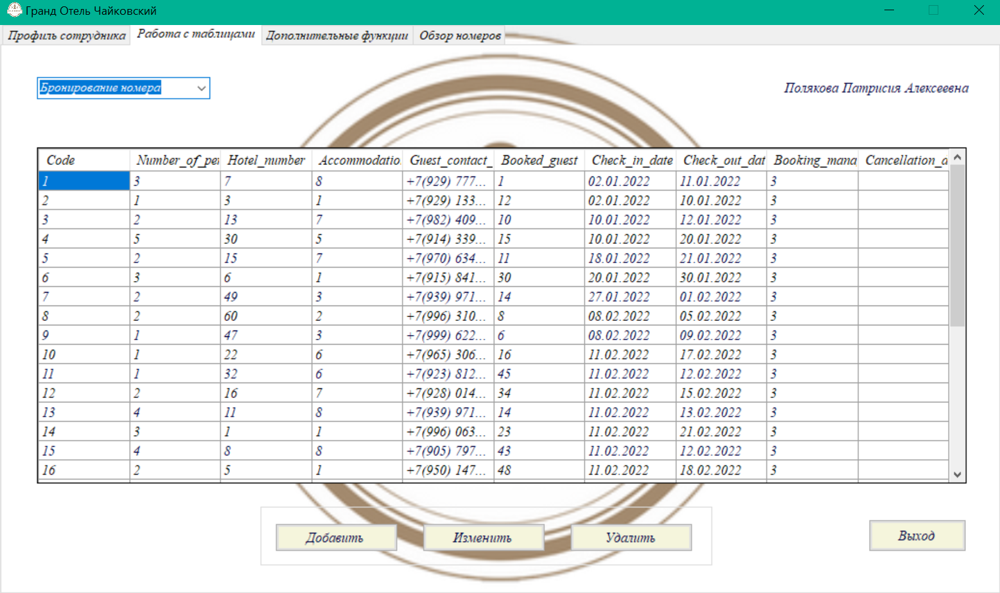 Гранд Отель Чайковский
Профиль сотрудника Работа с таблицами Дополнительные функции Обзор номеров
Бронирование номера
Полякова Патрисия Алексеевна
Code Number_of_per Hotel_number Accommodatio Guest_contact_ Booked_guest Check_in_date Check_out_dat Booking_mana Cancellation_d
1 3 7 8 +7(929) 777... 1 02.01.2022 11.01.2022 3
2 1 3 1 +7(929) 133... 12 02.01.2022 10.01.2022 3
3 2 13 7 +7(982) 409... 10 10.01.2022 12.01.2022 3
4 5 30 5 +7(914) 339... 15 10.01.2022 20.01.2022 3
5 2 15 7 +7(970) 634... 11 18.01.2022 21.01.2022 3
6 3 6 1 +7(915) 841... 30 20.01.2022 30.01.2022 3
7 2 49 3 +7(939) 971... 14 27.01.2022 01.02.2022 3
8 2 60 2 +7(996) 310... 8 08.02.2022 05.02.2022 3
9 1 47 3 +7(999) 622... 6 08.02.2022 09.02.2022 3
10 1 22 6 +7(965) 306... 16 11.02.2022 17.02.2022 3
11 1 32 6 +7(923) 812... 45 11.02.2022 12.02.2022 3
12 2 16 7 +7(928) 014... 34 11.02.2022 15.02.2022 3
13 4 11 8 +7(939) 971... 14 11.02.2022 13.02.2022 3
14 3 1 1 +7(996) 063... 23 11.02.2022 21.02.2022 3
15 4 8 8 +7(905) 797... 43 11.02.2022 12.02.2022 3
16 2 5 1 +7(950) 147... 48 11.02.2022 18.02.2022 3
Добавить Изменить Удалить Выход